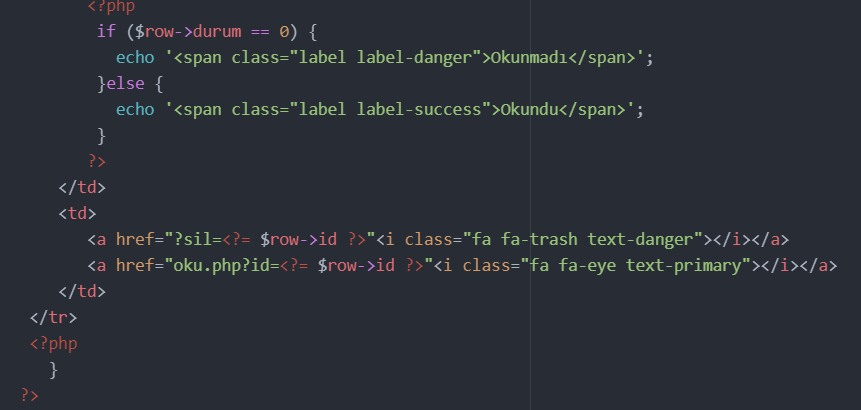 <?php
if ($row->durum == 0) {
echo '<span class="label label-danger">Okunmadı</span>';
}else {
echo '<span class="label label-success">Okundu</span>';
}
?>
</td>
<td>
<a href="?sil=<?= $row->id ?>"<i class="fa fa-trash text-danger"></i></a>
<a href="oku.php?id=<?= $row->id ?>"<i class="fa fa-eye text-primary"></i></a>
</td>
</tr>
<?php
}
?>